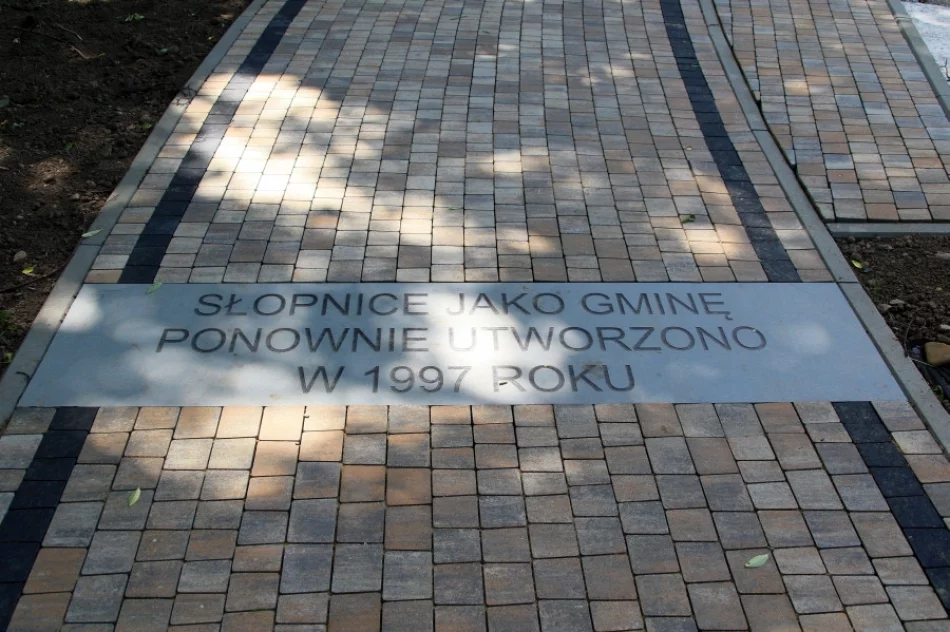 SŁOPNICE JAKO GMINĘ
PONOWNIE UTWORZONO
W 1997 ROKU